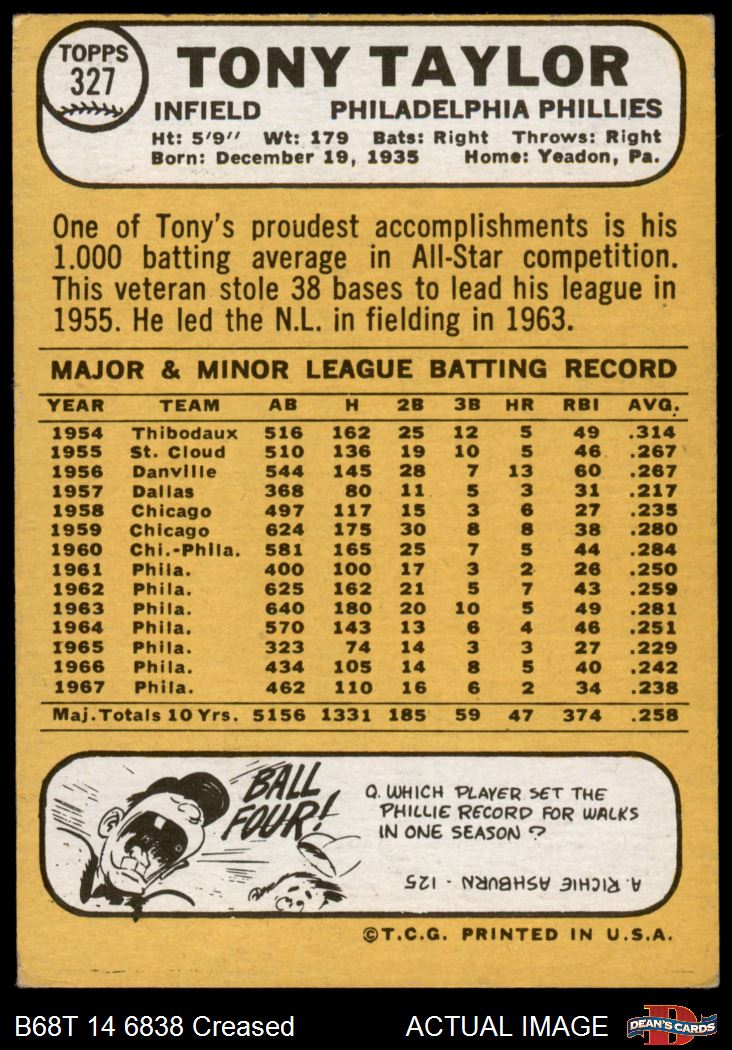 TOPPS
327
TONY TAYLOR
INFIELD PHILADELPHIA PHILLIES
Ht: 5'9" Wt: 179 Bats: Right Throws: Right
Born: December 19, 1935 Home: Yeadon, Pa.
One of Tony's proudest accomplishments is his
1.000 batting average in All-Star competition.
This veteran stole 38 bases to lead his league in
1955. He led the N.L. in fielding in 1963.
MAJOR & MINOR LEAGUE BATTING RECORD
YEAR TEAM AB H 2B 3B HR RBI AVG.
1954 Thibodaux 516 162 25 12 5 49 .314
1955 St. Cloud 510 136 19 10 5 46 .267
1956 Danville 544 145 28 7 13 60 .267
1957 Dallas 368 80 11 5 3 31 .217
1958 Chicago 497 117 15 3 6 27 .235
1959 Chicago 624 175 30 8 8 38 .280
1960 Chi.-Phila. 581 165 25 7 5 44 .284
1961 Phila. 400 100 17 3 2 26 .250
1962 Phila. 625 162 21 5 7 43 .259
1963 Phila. 640 180 20 10 5 49 .281
1964 Phila. 570 143 13 6 4 46 .251
1965 Phila. 323 74 14 3 3 27 .229
1966 Phila. 434 105 14 8 5 40 .242
1967 Phila. 462 110 16 6 2 34 .238
Maj. Totals 10 Yrs. 5156 1331 185 59 47 374 .258
BALL
FOUR!
Q. WHICH PLAYER SET THE
PHILLIE RECORD FOR WALKS
IN ONE SEASON?
A. RICHIE ASHBURN - 125
©T.C.G. PRINTED IN U.S.A.
B68T 14 6838 Creased ACTUAL IMAGE
DEAN'S CARDS